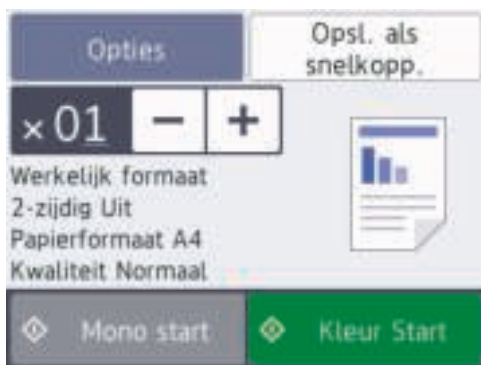 Opties
Opsl. als
snelkopp.
×01 − +
Werkelijk formaat
2-zijdig Uit
Papierformaat A4
Kwaliteit Normaal
Mono start
Kleur Start